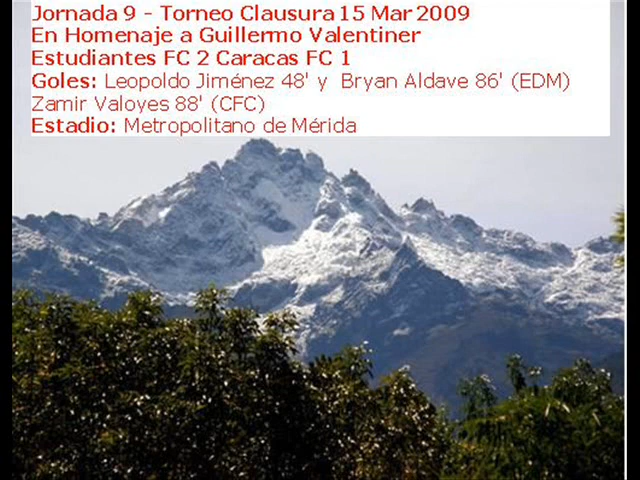 Jornada 9 - Torneo Clausura 15 Mar 2009
En Homenaje a Guillermo Valentiner
Estudiantes FC 2 Caracas FC 1
Goles: Leopoldo Jiménez 48' y  Bryan Aldave 86' (EDM)
Zamir Valoyes 88' (CFC)
Estadio: Metropolitano de Mérida